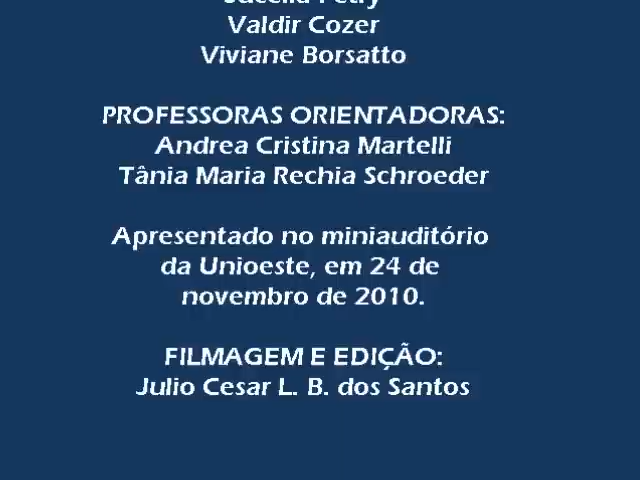 Valdir Cozer
Viviane Borsatto
PROFESSORAS ORIENTADORAS:
Andrea Cristina Martelli
Tânia Maria Rechia Schroeder
Apresentado no miniauditório
da Unioeste, em 24 de
novembro de 2010.
FILMAGEM E EDIÇÃO:
Julio Cesar L. B. dos Santos